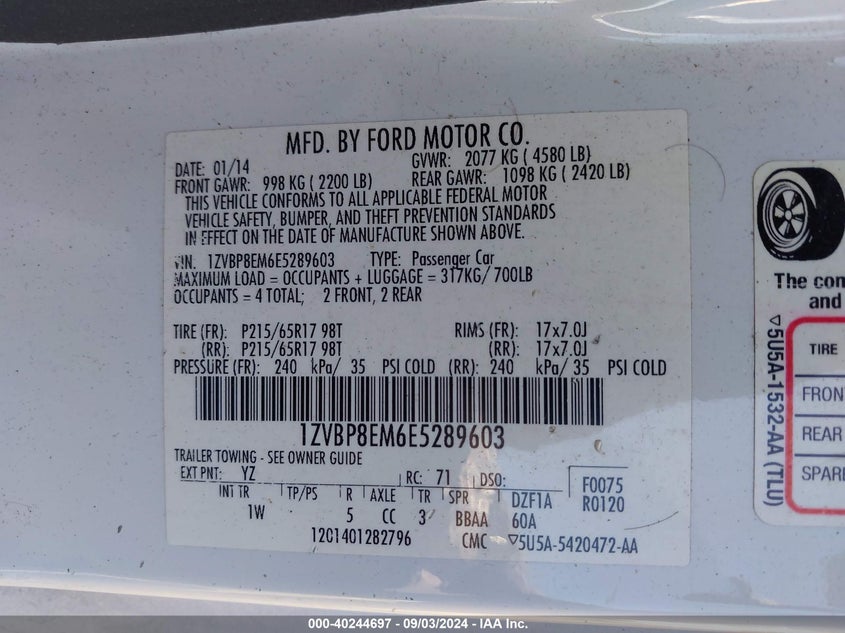 MFD. BY FORD MOTOR CO.
DATE: 01/14 GVWR: 2077 KG ( 4580 LB)
FRONT GAWR: 998 KG ( 2200 LB) REAR GAWR: 1098 KG ( 2420 LB)
THIS VEHICLE CONFORMS TO ALL APPLICABLE FEDERAL MOTOR
VEHICLE SAFETY, BUMPER, AND THEFT PREVENTION STANDARDS
IN EFFECT ON THE DATE OF MANUFACTURE SHOWN ABOVE.
VIN: 1ZVBP8EM6E5289603 TYPE: Passenger Car
MAXIMUM LOAD = OCCUPANTS + LUGGAGE = 317KG/ 700LB
OCCUPANTS = 4 TOTAL; 2 FRONT, 2 REAR
TIRE (FR): P215/65R17 98T RIMS (FR): 17x7.0J
(RR): P215/65R17 98T (RR): 17x7.0J
PRESSURE (FR): 240 kPa/ 35 PSI COLD (RR): 240 kPa/ 35 PSI COLD
1ZVBP8EM6E5289603
TRAILER TOWING - SEE OWNER GUIDE
EXT PNT: YZ RC: 71 DSO: F0075
INT TR TP/PS R AXLE TR SPR DZF1A R0120
1W 5 CC 3 BBAA 60A
1201401282796 CMC ▽5U5A-5420472-AA
The con
and
▽5U5A-1532-AA (TLU)
TIRE
FRON
REAR
SPAR
000-40244697 - 09/03/2024 - IAA Inc.